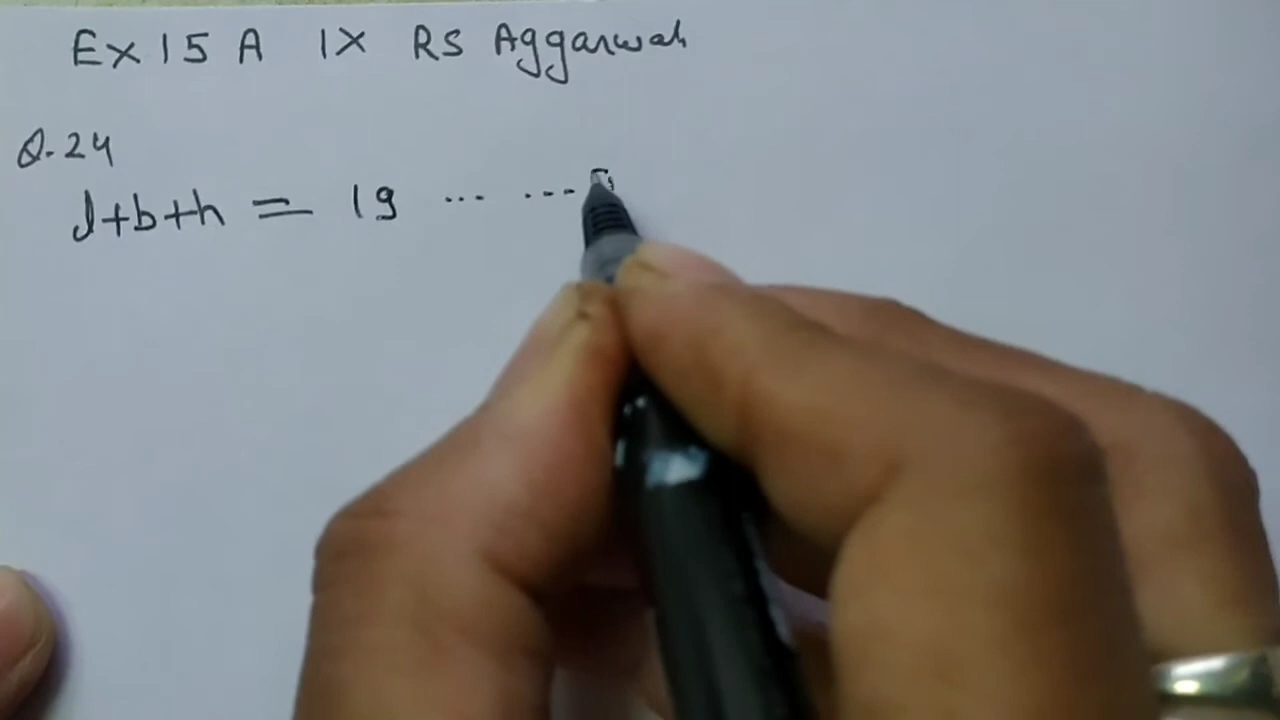 Ex 15 A IX RS Aggarwal
Q. 24
l+b+h = 19 ... ...